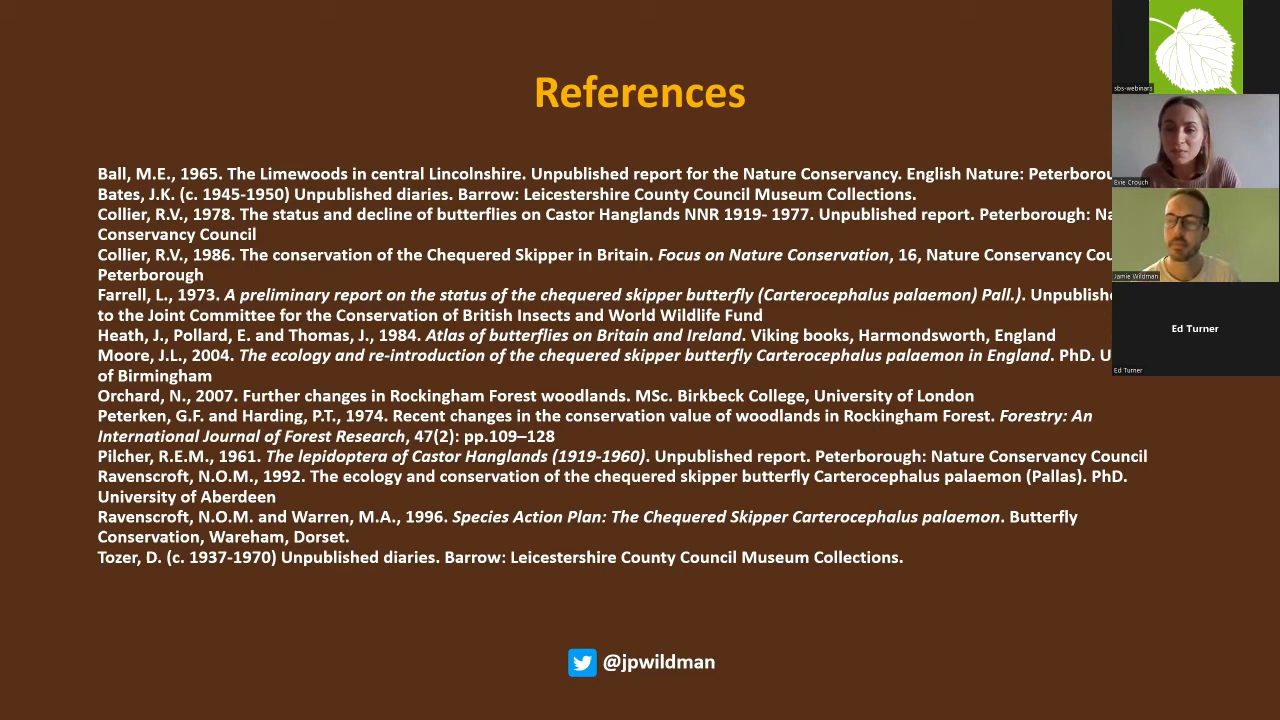 References
Ball, M.E., 1965. The Limewoods in central Lincolnshire. Unpublished report for the Nature Conservancy. English Nature:
Bates, J.K. (c. 1945-1950) Unpublished diaries. Barrow: Leicestershire County Council Museum Collections.
Collier, R.V., 1978. The status and decline of butterflies on Castor Hanglands NNR 1919- 1977. Unpublished report. Peterborough:
Conservancy Council
Collier, R.V., 1986. The conservation of the Chequered Skipper in Britain. Focus on Nature Conservation, 16, Nature Conservancy
Peterborough
Farrell, L., 1973. A preliminary report on the status of the chequered skipper butterfly (Carterocephalus palaemon) Pall.).
to the Joint Committee for the Conservation of British Insects and World Wildlife Fund
Heath, J., Pollard, E. and Thomas, J., 1984. Atlas of butterflies on Britain and Ireland. Viking books, Harmondsworth, England
Moore, J.L., 2004. The ecology and re-introduction of the chequered skipper butterfly Carterocephalus palaemon in England. PhD.
of Birmingham
Orchard, N., 2007. Further changes in Rockingham Forest woodlands. MSc. Birkbeck College, University of London
Peterken, G.F. and Harding, P.T., 1974. Recent changes in the conservation value of woodlands in Rockingham Forest. Forestry: An
International Journal of Forest Research, 47(2): pp.109–128
Pilcher, R.E.M., 1961. The lepidoptera of Castor Hanglands (1919-1960). Unpublished report. Peterborough: Nature Conservancy Council
Ravenscroft, N.O.M., 1992. The ecology and conservation of the chequered skipper butterfly Carterocephalus palaemon (Pallas). PhD.
University of Aberdeen
Ravenscroft, N.O.M. and Warren, M.A., 1996. Species Action Plan: The Chequered Skipper Carterocephalus palaemon. Butterfly
Conservation, Wareham, Dorset.
Tozer, D. (c. 1937-1970) Unpublished diaries. Barrow: Leicestershire County Council Museum Collections.
@jpwildman
sbs-webinars
Evie Crouch
Jamie Wildman
Ed Turner
Ed Turner